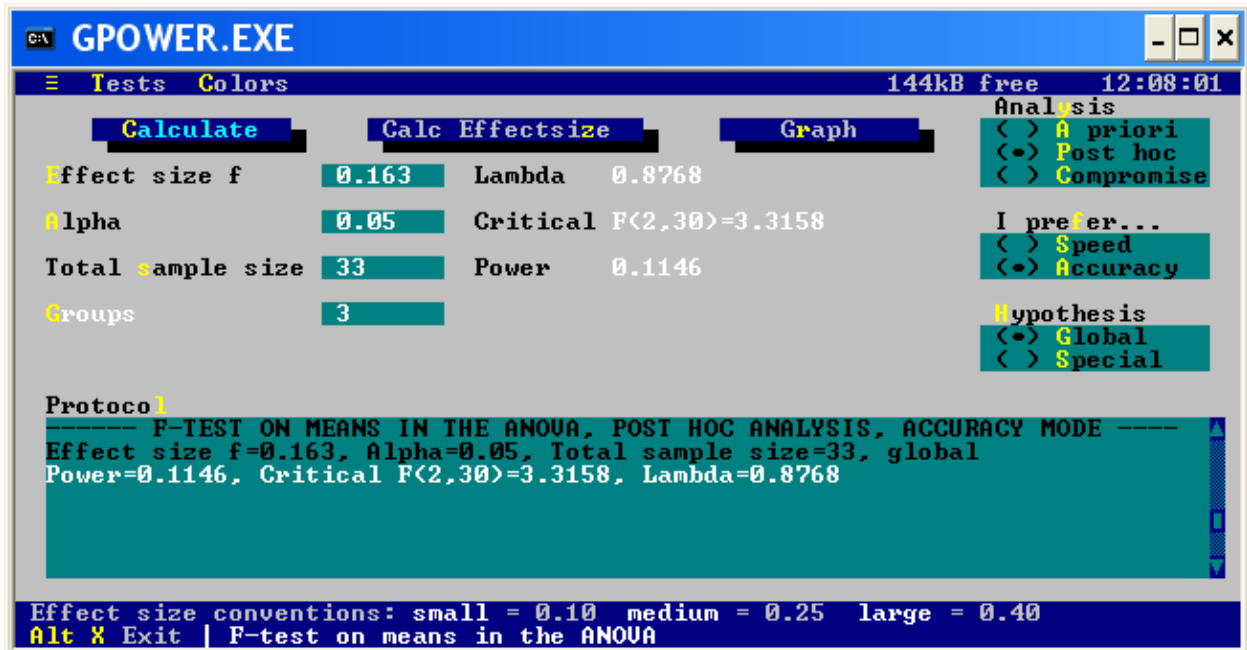 GPOWER.EXE
≡ Tests Colors 144kB free 12:08:01
Analysis
Calculate Calc Effectsize Graph ( ) A priori
(•) Post hoc
Effect size f 0.163 Lambda 0.8768 ( ) Compromise
Alpha 0.05 Critical F(2,30)=3.3158 I prefer...
( ) Speed
Total sample size 33 Power 0.1146 (•) Accuracy
Groups 3 Hypothesis
(•) Global
( ) Special
Protocol
------ F-TEST ON MEANS IN THE ANOVA, POST HOC ANALYSIS, ACCURACY MODE ----
Effect size f=0.163, Alpha=0.05, Total sample size=33, global
Power=0.1146, Critical F(2,30)=3.3158, Lambda=0.8768
Effect size conventions: small = 0.10 medium = 0.25 large = 0.40
Alt X Exit | F-test on means in the ANOVA